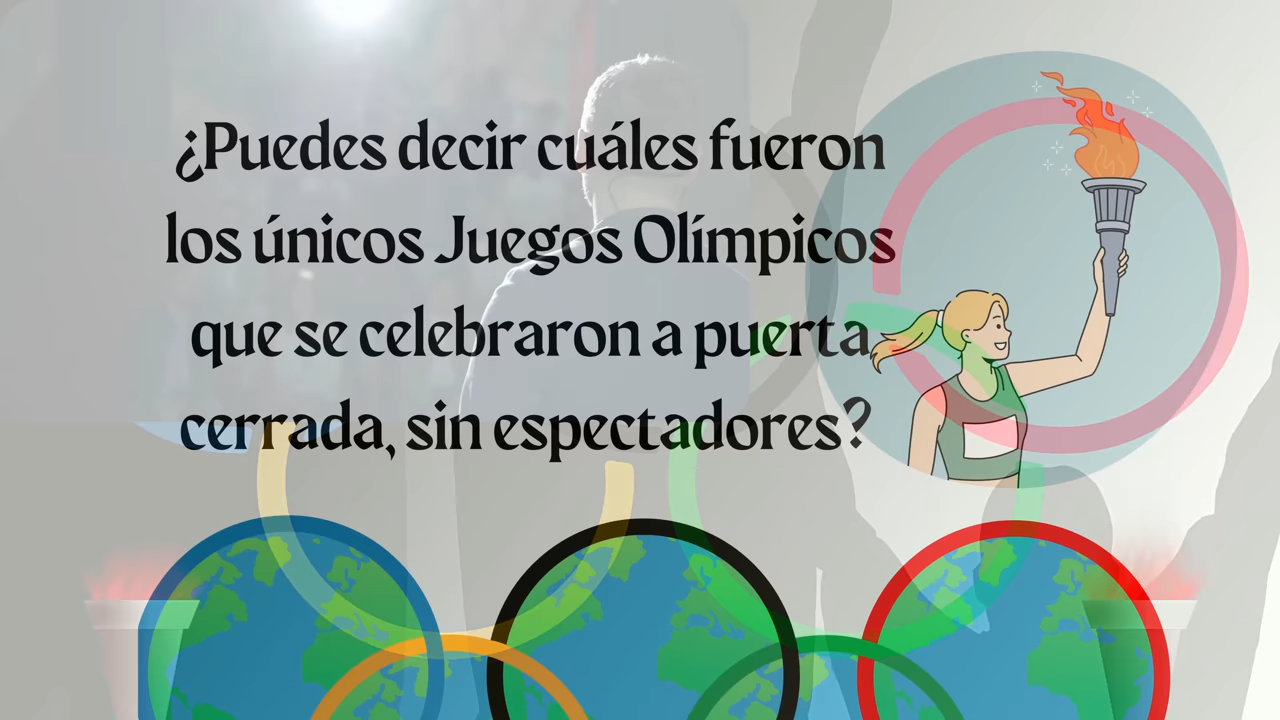 ¿Puedes decir cuáles fueron
los únicos Juegos Olímpicos
que se celebraron a puerta
cerrada, sin espectadores?